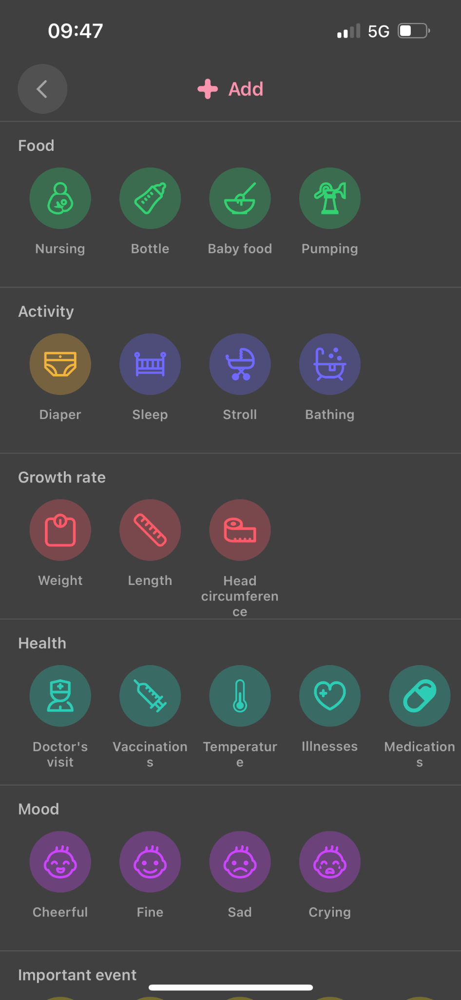 09:47
5G
Add
Food
Nursing
Bottle
Baby food
Pumping
Activity
Diaper
Sleep
Stroll
Bathing
Growth rate
Weight
Length
Head
circumferen
ce
Health
Doctor's
visit
Vaccination
s
Temperatur
e
Illnesses
Medication
s
Mood
Cheerful
Fine
Sad
Crying
Important event